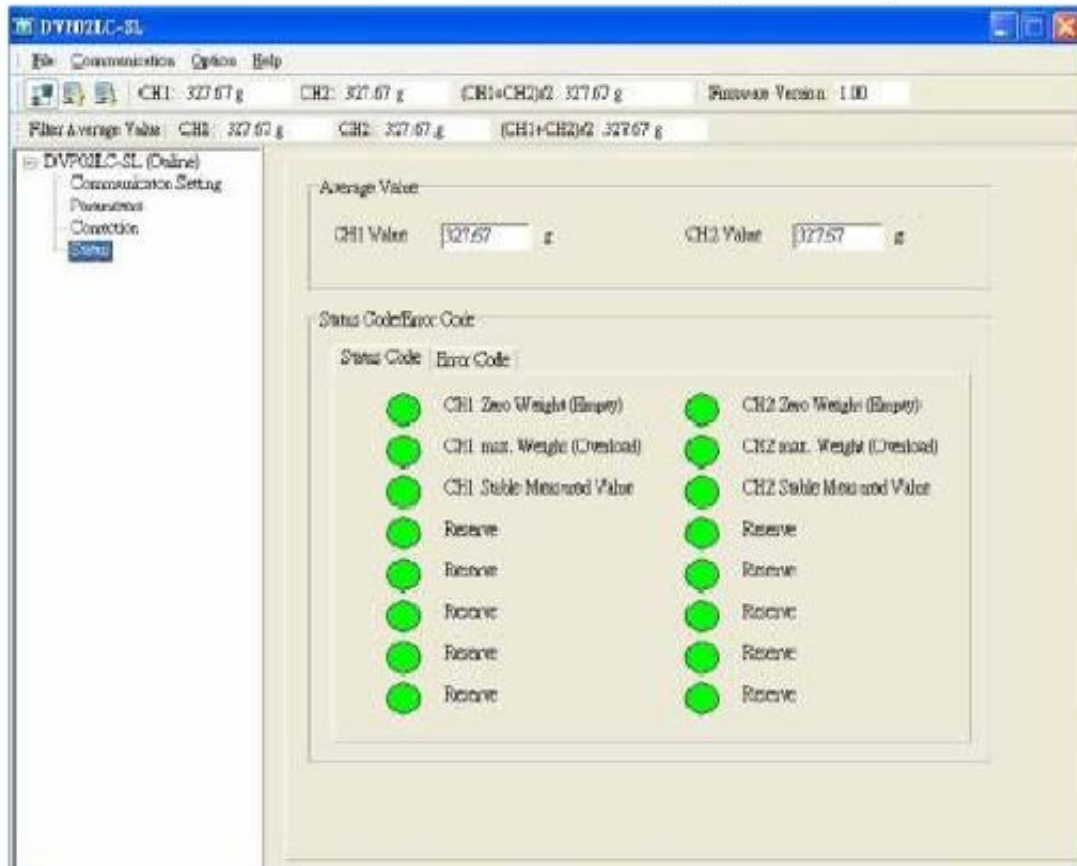 DVP02LC-SL
File Communication Option Help
CH1: 327.67 g CH2: 327.67 g (CH1+CH2)/2 327.67 g Firmware Version 1.00
Filter Average Value CH1: 327.67 g CH2: 327.67 g (CH1+CH2)/2 327.67 g
DVP02LC-SL (Online)
Communication Setting
Parameters
Correction
Status
Average Value
CH1 Value 327.67 g CH2 Value 327.67 g
Status Code/Error Code
Status Code Error Code
CH1 Zero Weight (Empty) CH2 Zero Weight (Empty)
CH1 max. Weight (Overload) CH2 max. Weight (Overload)
CH1 Stable Measured Value CH2 Stable Measured Value
Reserve Reserve
Reserve Reserve
Reserve Reserve
Reserve Reserve
Reserve Reserve